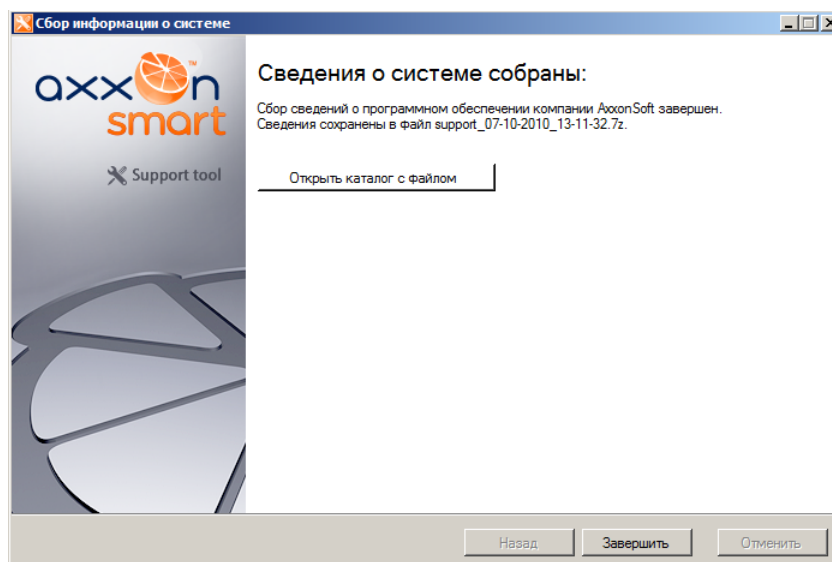 Сбор информации о системе
axxon
smart
Support tool
Сведения о системе собраны:
Сбор сведений о программном обеспечении компании AxxonSoft завершен.
Сведения сохранены в файл support_07-10-2010_13-11-32.7z.
Открыть каталог с файлом
Назад
Завершить
Отменить